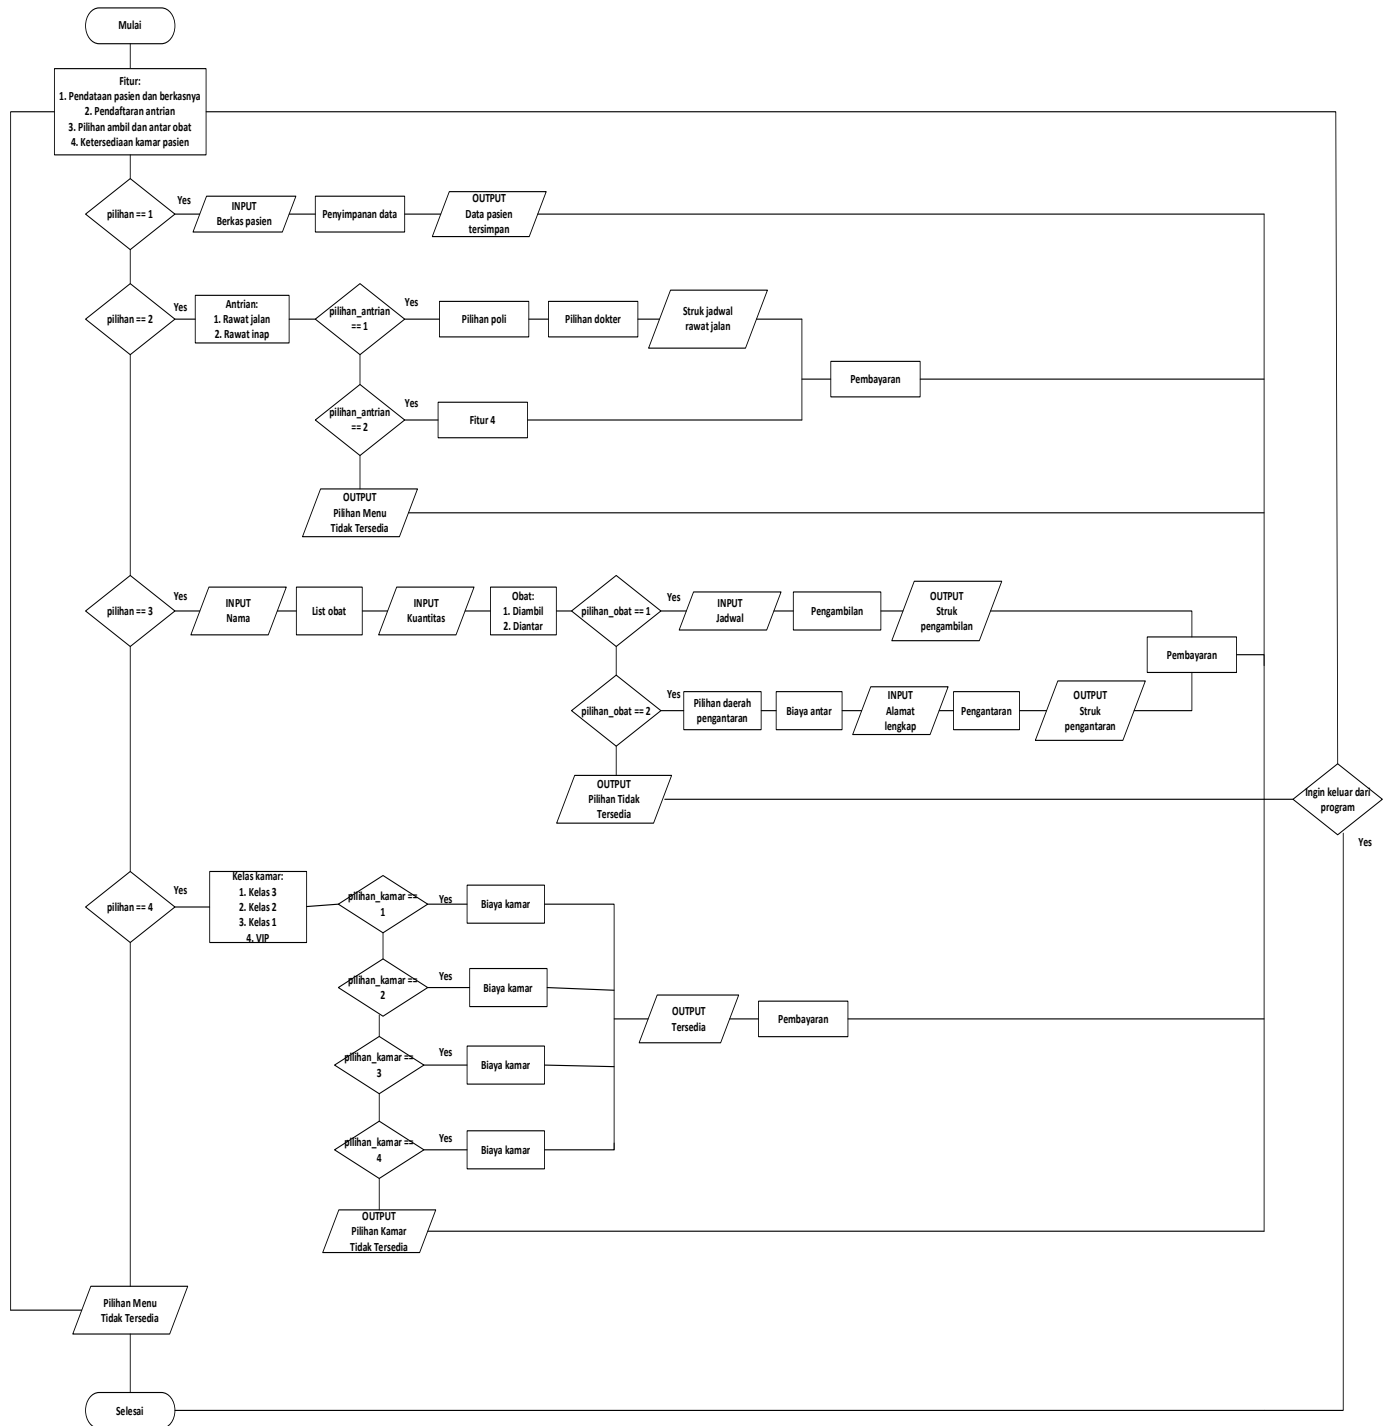 Mulai
Fitur:
1. Pendataan pasien dan berkasnya
2. Pendaftaran antrian
3. Pilihan ambil dan antar obat
4. Ketersediaan kamar pasien
pilihan == 1
Yes
INPUT
Berkas pasien
Penyimpanan data
OUTPUT
Data pasien
tersimpan
pilihan == 2
Yes
Antrian:
1. Rawat jalan
2. Rawat inap
pilihan_antrian
== 1
Yes
Pilihan poli
Pilihan dokter
Struk jadwal
rawat jalan
Pembayaran
pilihan_antrian
== 2
Yes
Fitur 4
OUTPUT
Pilihan Menu
Tidak Tersedia
pilihan == 3
Yes
INPUT
Nama
List obat
INPUT
Kuantitas
Obat:
1. Diambil
2. Diantar
pilihan_obat == 1
Yes
INPUT
Jadwal
Pengambilan
OUTPUT
Struk
pengambilan
Pembayaran
pilihan_obat == 2
Yes
Pilihan daerah
pengantaran
Biaya antar
INPUT
Alamat
lengkap
Pengantaran
OUTPUT
Struk
pengantaran
OUTPUT
Pilihan Tidak
Tersedia
Ingin keluar dari
program
Yes
pilihan == 4
Yes
Kelas kamar:
1. Kelas 3
2. Kelas 2
3. Kelas 1
4. VIP
pilihan_kamar ==
1
Yes
Biaya kamar
pilihan_kamar ==
2
Yes
Biaya kamar
OUTPUT
Tersedia
Pembayaran
pilihan_kamar ==
3
Yes
Biaya kamar
pilihan_kamar ==
4
Yes
Biaya kamar
OUTPUT
Pilihan Kamar
Tidak Tersedia
Pilihan Menu
Tidak Tersedia
Selesai